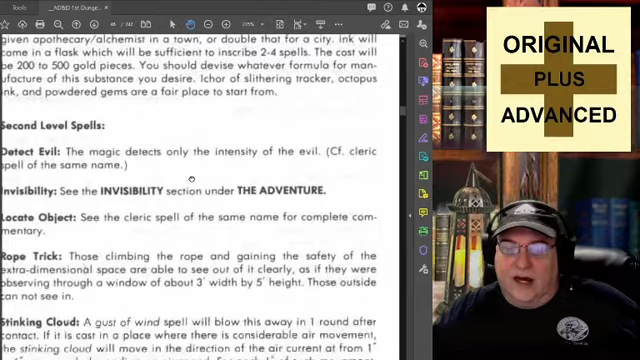 __AD&D 1st Dunge...
46 / 242
given apothecary/alchemist in a town, or double that for a city. Ink will
come in a flask which will be sufficient to inscribe 2-4 spells. The cost will
be 200 to 500 gold pieces. You should devise whatever formula for man-
ufacture of this substance you desire. Ichor of slithering tracker, octopus
ink, and powdered gems are a fair place to start from.
Second Level Spells:
Detect Evil: The magic detects only the intensity of the evil. (Cf. cleric
spell of the same name.)
Invisibility: See the INVISIBILITY section under THE ADVENTURE.
Locate Object: See the cleric spell of the same name for complete com-
mentary.
Rope Trick: Those climbing the rope and gaining the safety of the
extra-dimensional space are able to see out of it clearly, as if they were
observing through a window of about 3' width by 5' height. Those outside
can not see in.
Stinking Cloud: A gust of wind spell will blow this away in 1 round after
contact. If it is cast in a place where there is considerable air movement,
the stinking cloud will move in the direction of the air current at from 1"
ORIGINAL
PLUS
ADVANCED